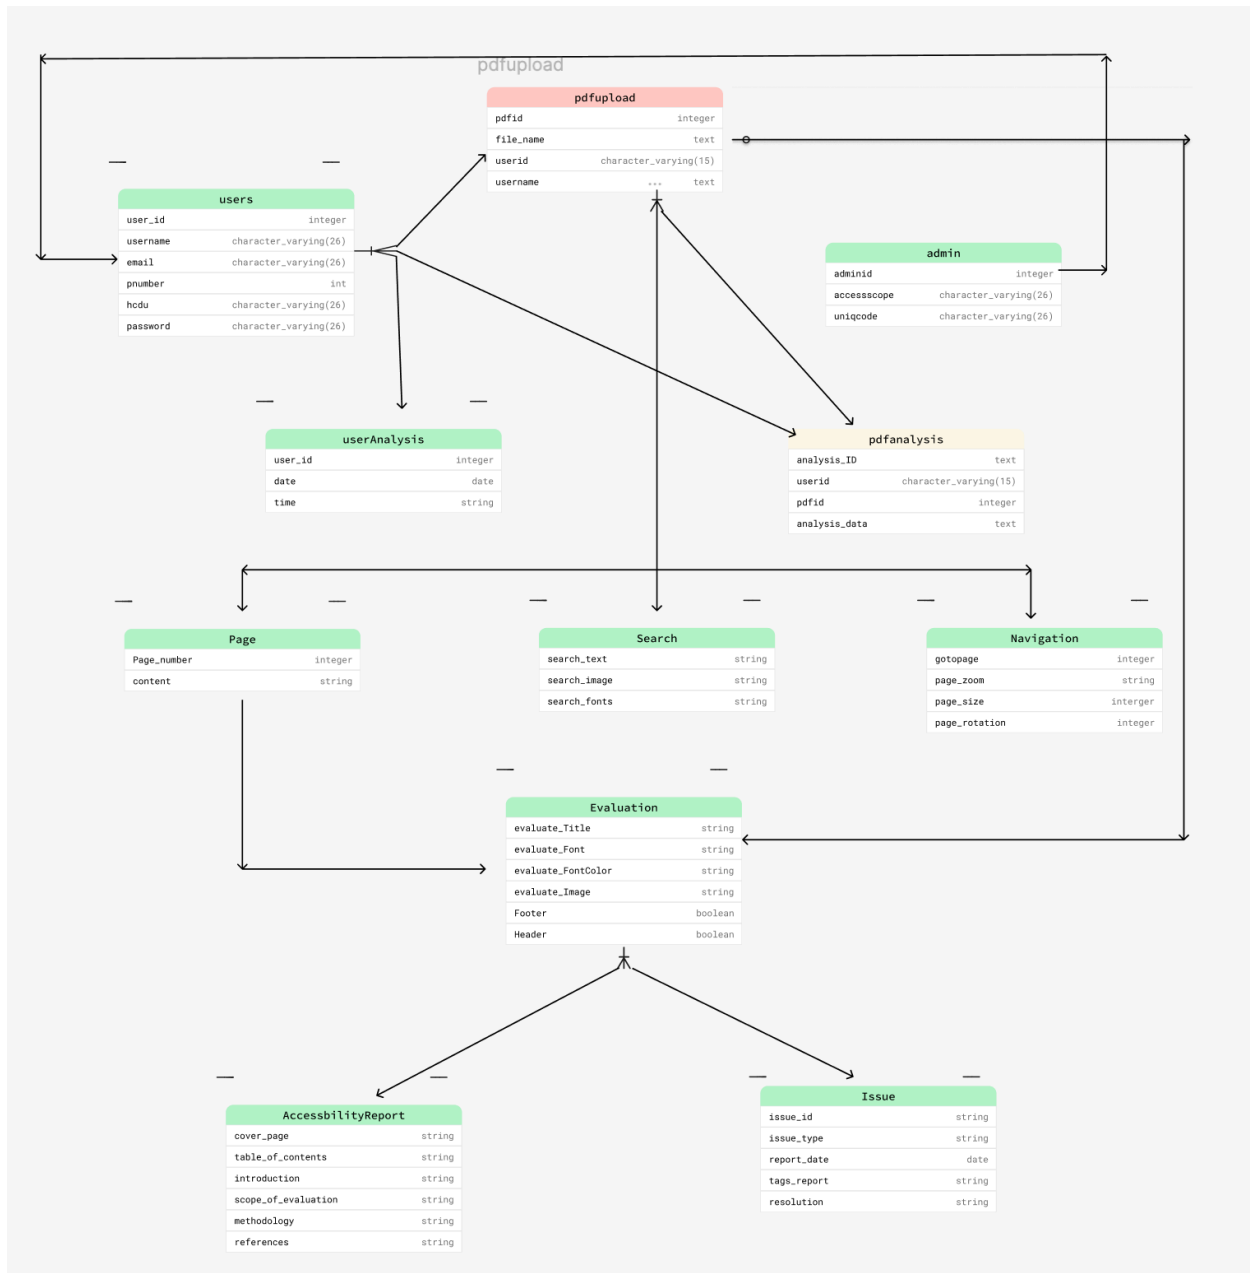 pdfupload
pdfupload
pdfid integer
file_name text
userid character_varying(15)
username ... text
users
user_id integer
username character_varying(26)
email character_varying(26)
pnumber int
hcdu character_varying(26)
password character_varying(26)
admin
adminid integer
accessscope character_varying(26)
uniqcode character_varying(26)
userAnalysis
user_id integer
date date
time string
pdfanalysis
analysis_ID text
userid character_varying(15)
pdfid integer
analysis_data text
Page
Page_number integer
content string
Search
search_text string
search_image string
search_fonts string
Navigation
gotopage integer
page_zoom string
page_size interger
page_rotation integer
Evaluation
evaluate_Title string
evaluate_Font string
evaluate_FontColor string
evaluate_Image string
Footer boolean
Header boolean
AccessbilityReport
cover_page string
table_of_contents string
introduction string
scope_of_evaluation string
methodology string
references string
Issue
issue_id string
issue_type string
report_date date
tags_report string
resolution string